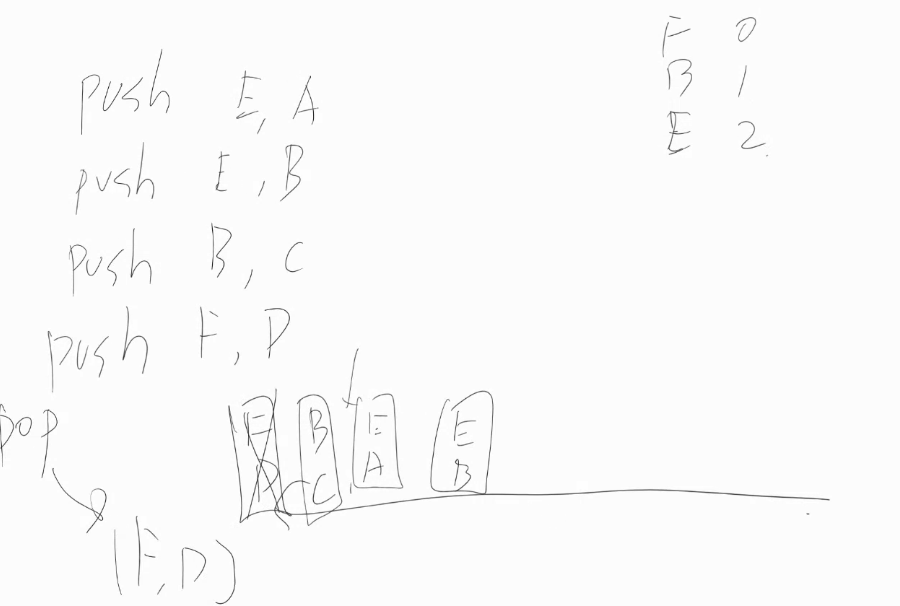 push E, A
push E, B
push B, C
push F, D
pop
(F, D)
F D
B C
E A
E B
F 0
B 1
E 2